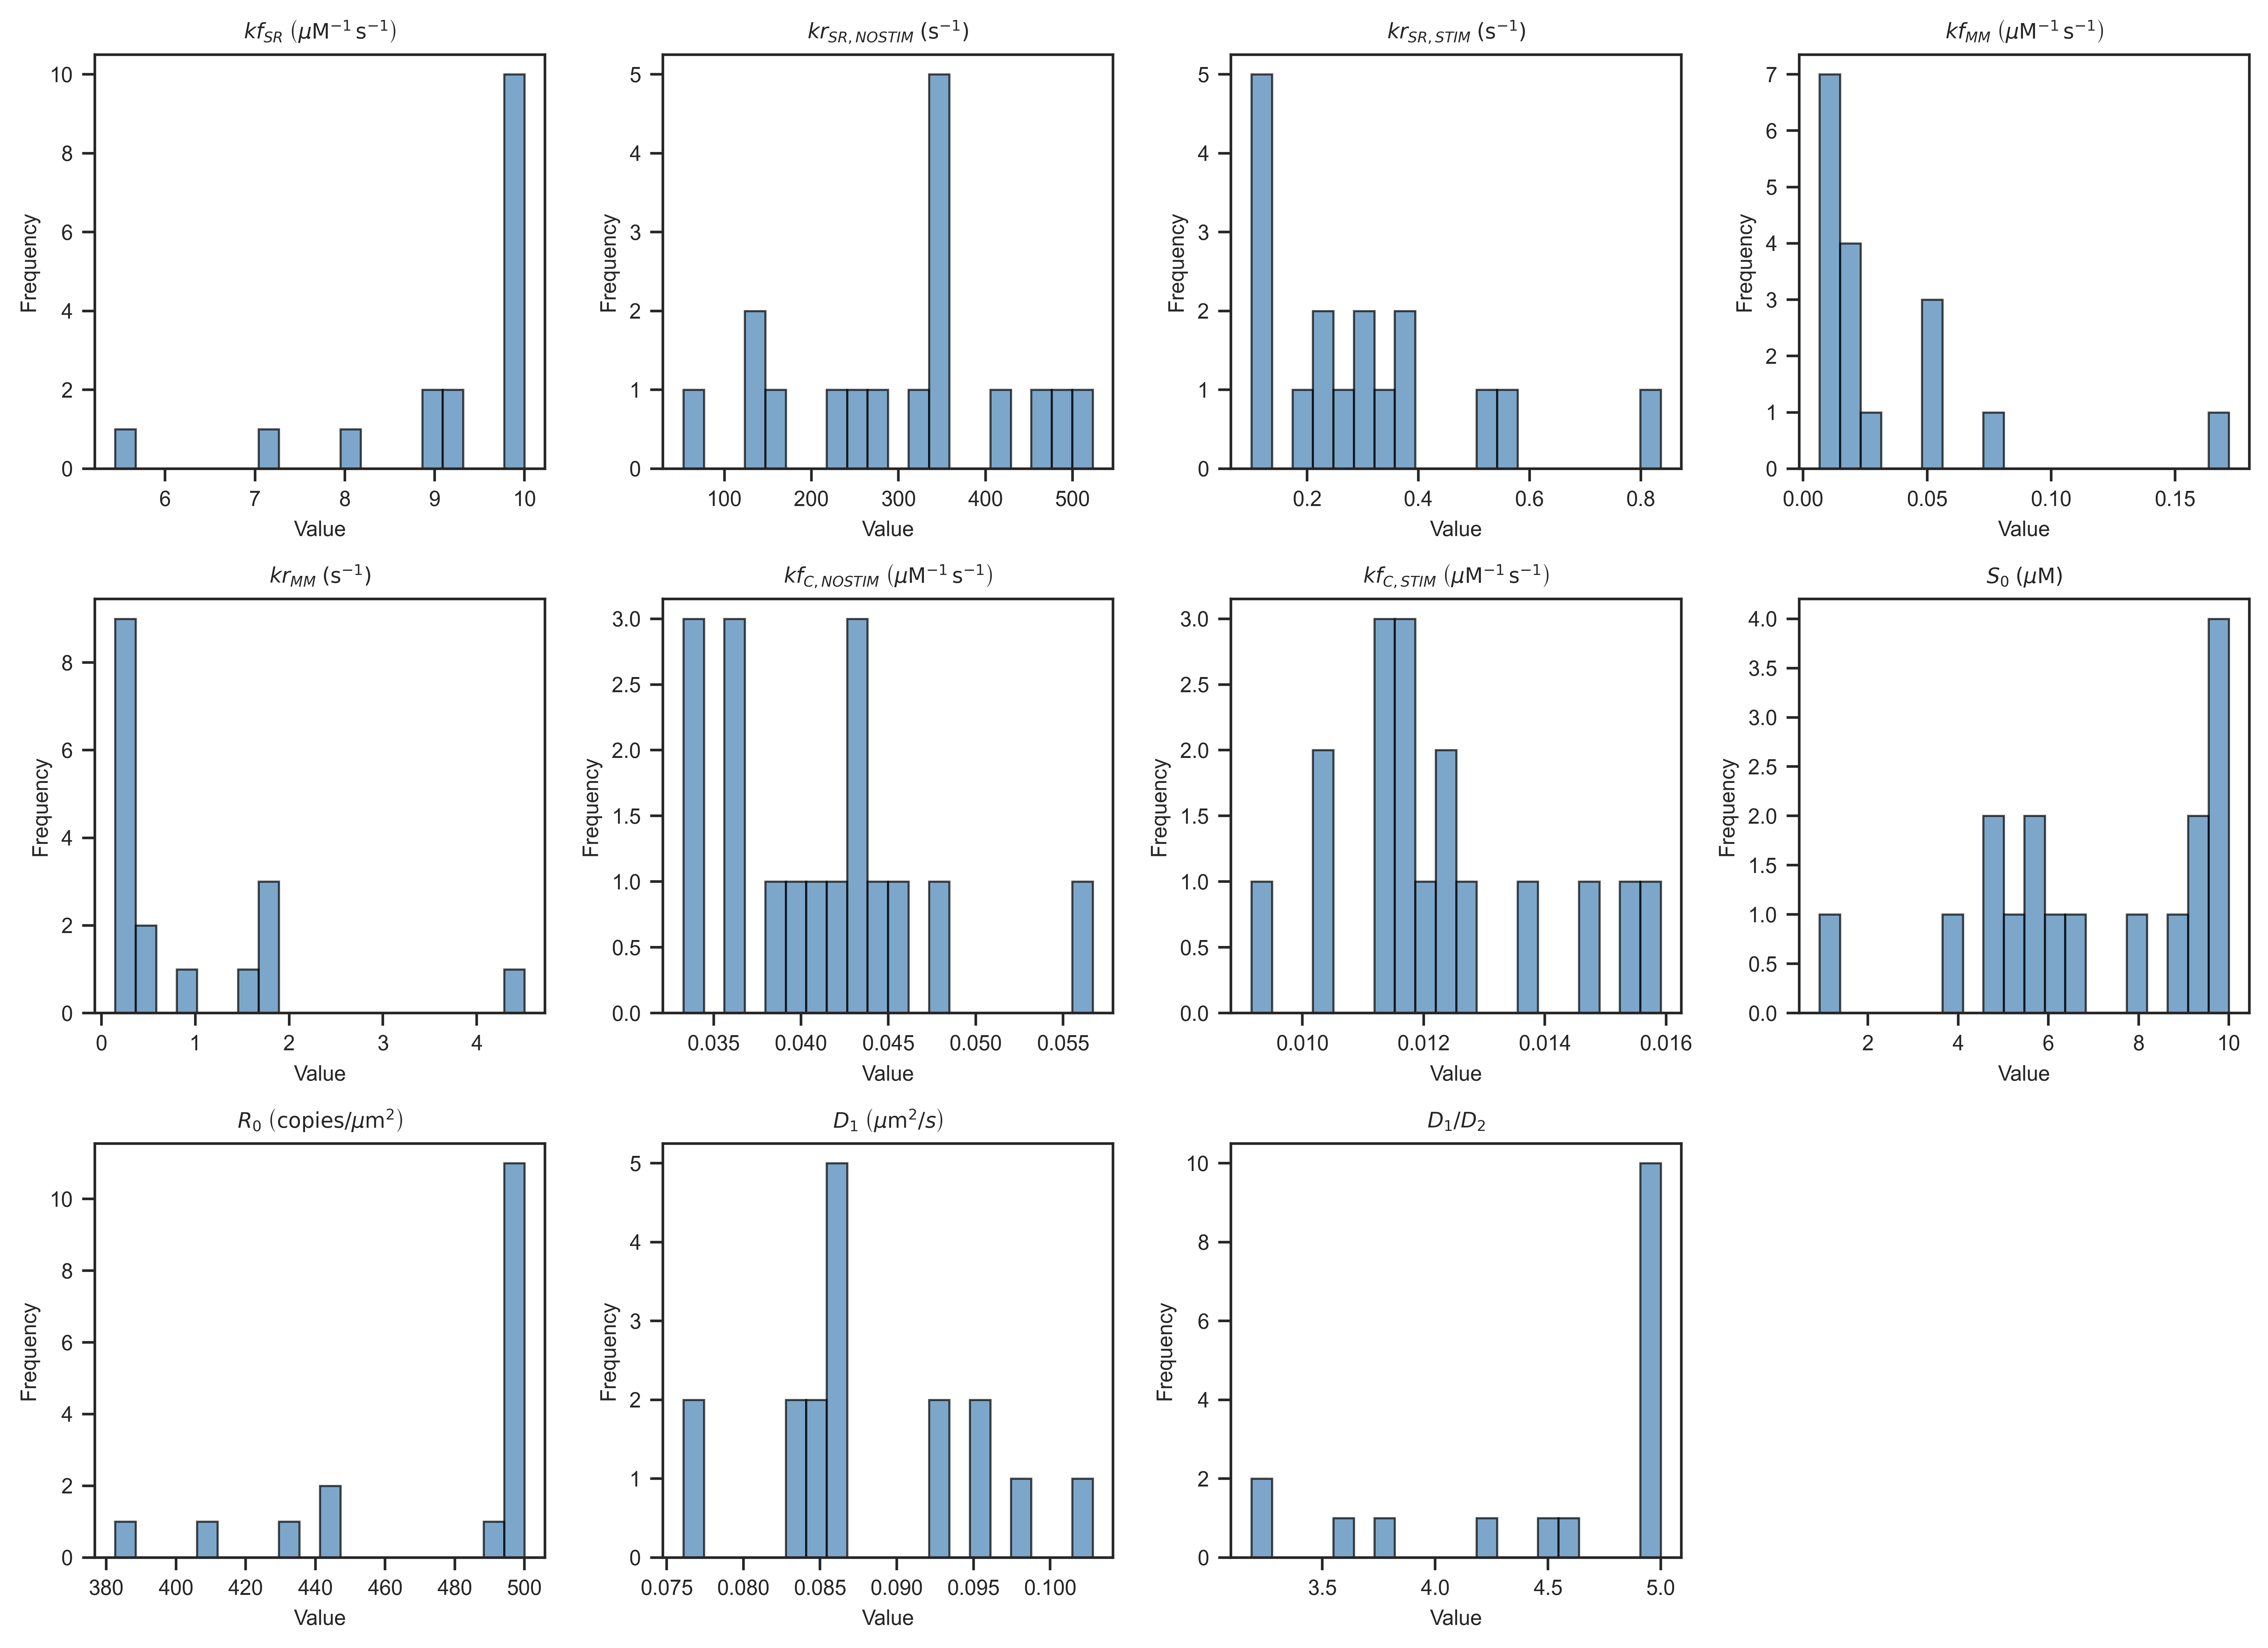 kf_SR (μM⁻¹ s⁻¹)
10
8
6
4
2
0
Frequency
6 7 8 9 10
Value
kr_SR,NOSTIM (s⁻¹)
5
4
3
2
1
0
Frequency
100 200 300 400 500
Value
kr_SR,STIM (s⁻¹)
5
4
3
2
1
0
Frequency
0.2 0.4 0.6 0.8
Value
kf_MM (μM⁻¹ s⁻¹)
7
6
5
4
3
2
1
0
Frequency
0.00 0.05 0.10 0.15
Value
kr_MM (s⁻¹)
8
6
4
2
0
Frequency
0 1 2 3 4
Value
kf_C,NOSTIM (μM⁻¹ s⁻¹)
3.0
2.5
2.0
1.5
1.0
0.5
0.0
Frequency
0.035 0.040 0.045 0.050 0.055
Value
kf_C,STIM (μM⁻¹ s⁻¹)
3.0
2.5
2.0
1.5
1.0
0.5
0.0
Frequency
0.010 0.012 0.014 0.016
Value
S₀ (μM)
4.0
3.5
3.0
2.5
2.0
1.5
1.0
0.5
0.0
Frequency
2 4 6 8 10
Value
R₀ (copies/μm²)
10
8
6
4
2
0
Frequency
380 400 420 440 460 480 500
Value
D₁ (μm²/s)
5
4
3
2
1
0
Frequency
0.075 0.080 0.085 0.090 0.095 0.100
Value
D₁/D₂
10
8
6
4
2
0
Frequency
3.5 4.0 4.5 5.0
Value